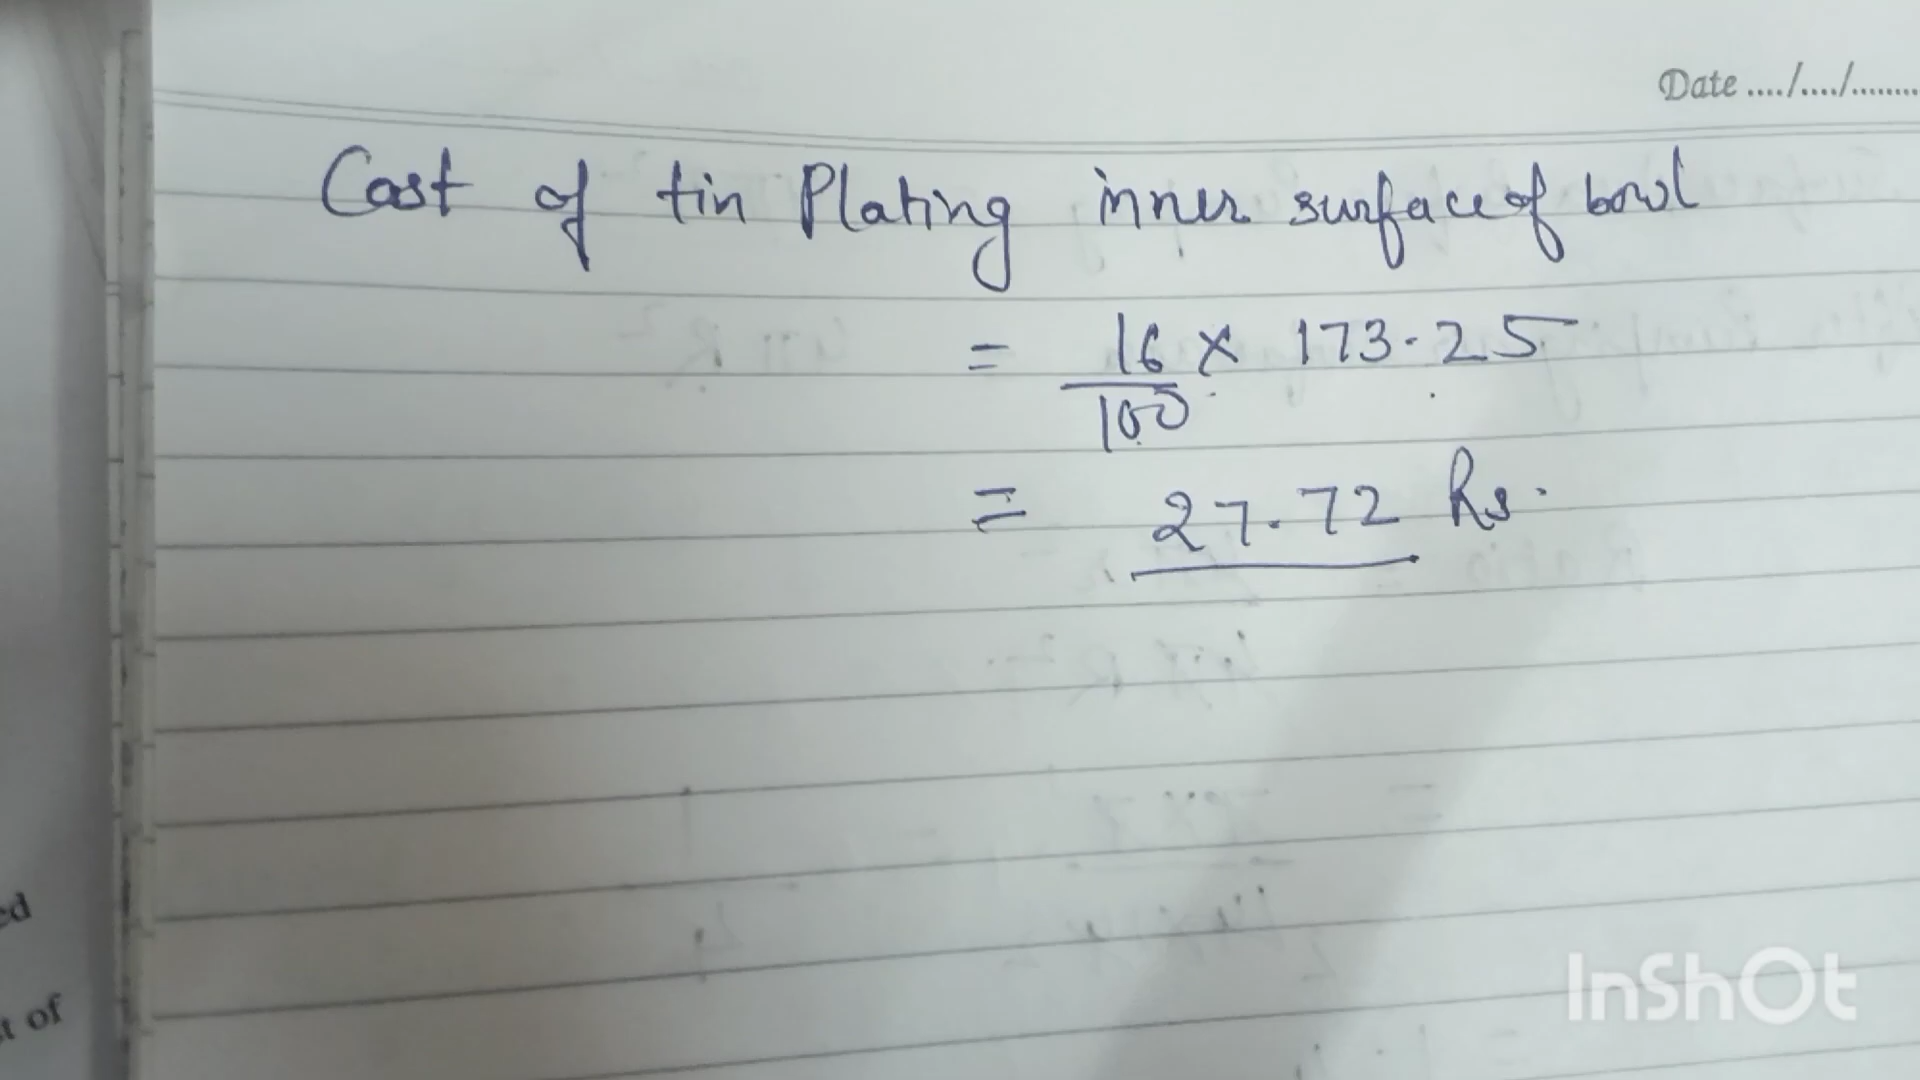 Date ..../..../........
Cost of tin Plating inner surface of bowl
= 16/100 × 173.25
= 27.72 Rs.
ed
t of
InShOt